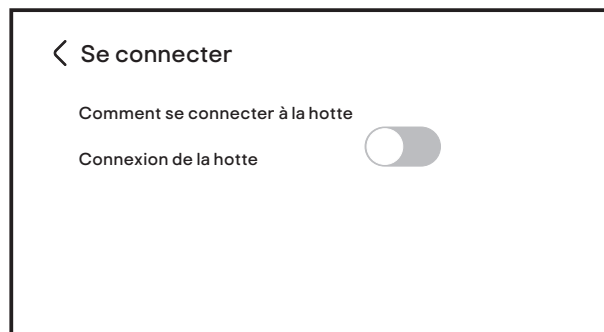 Se connecter
Comment se connecter à la hotte
Connexion de la hotte